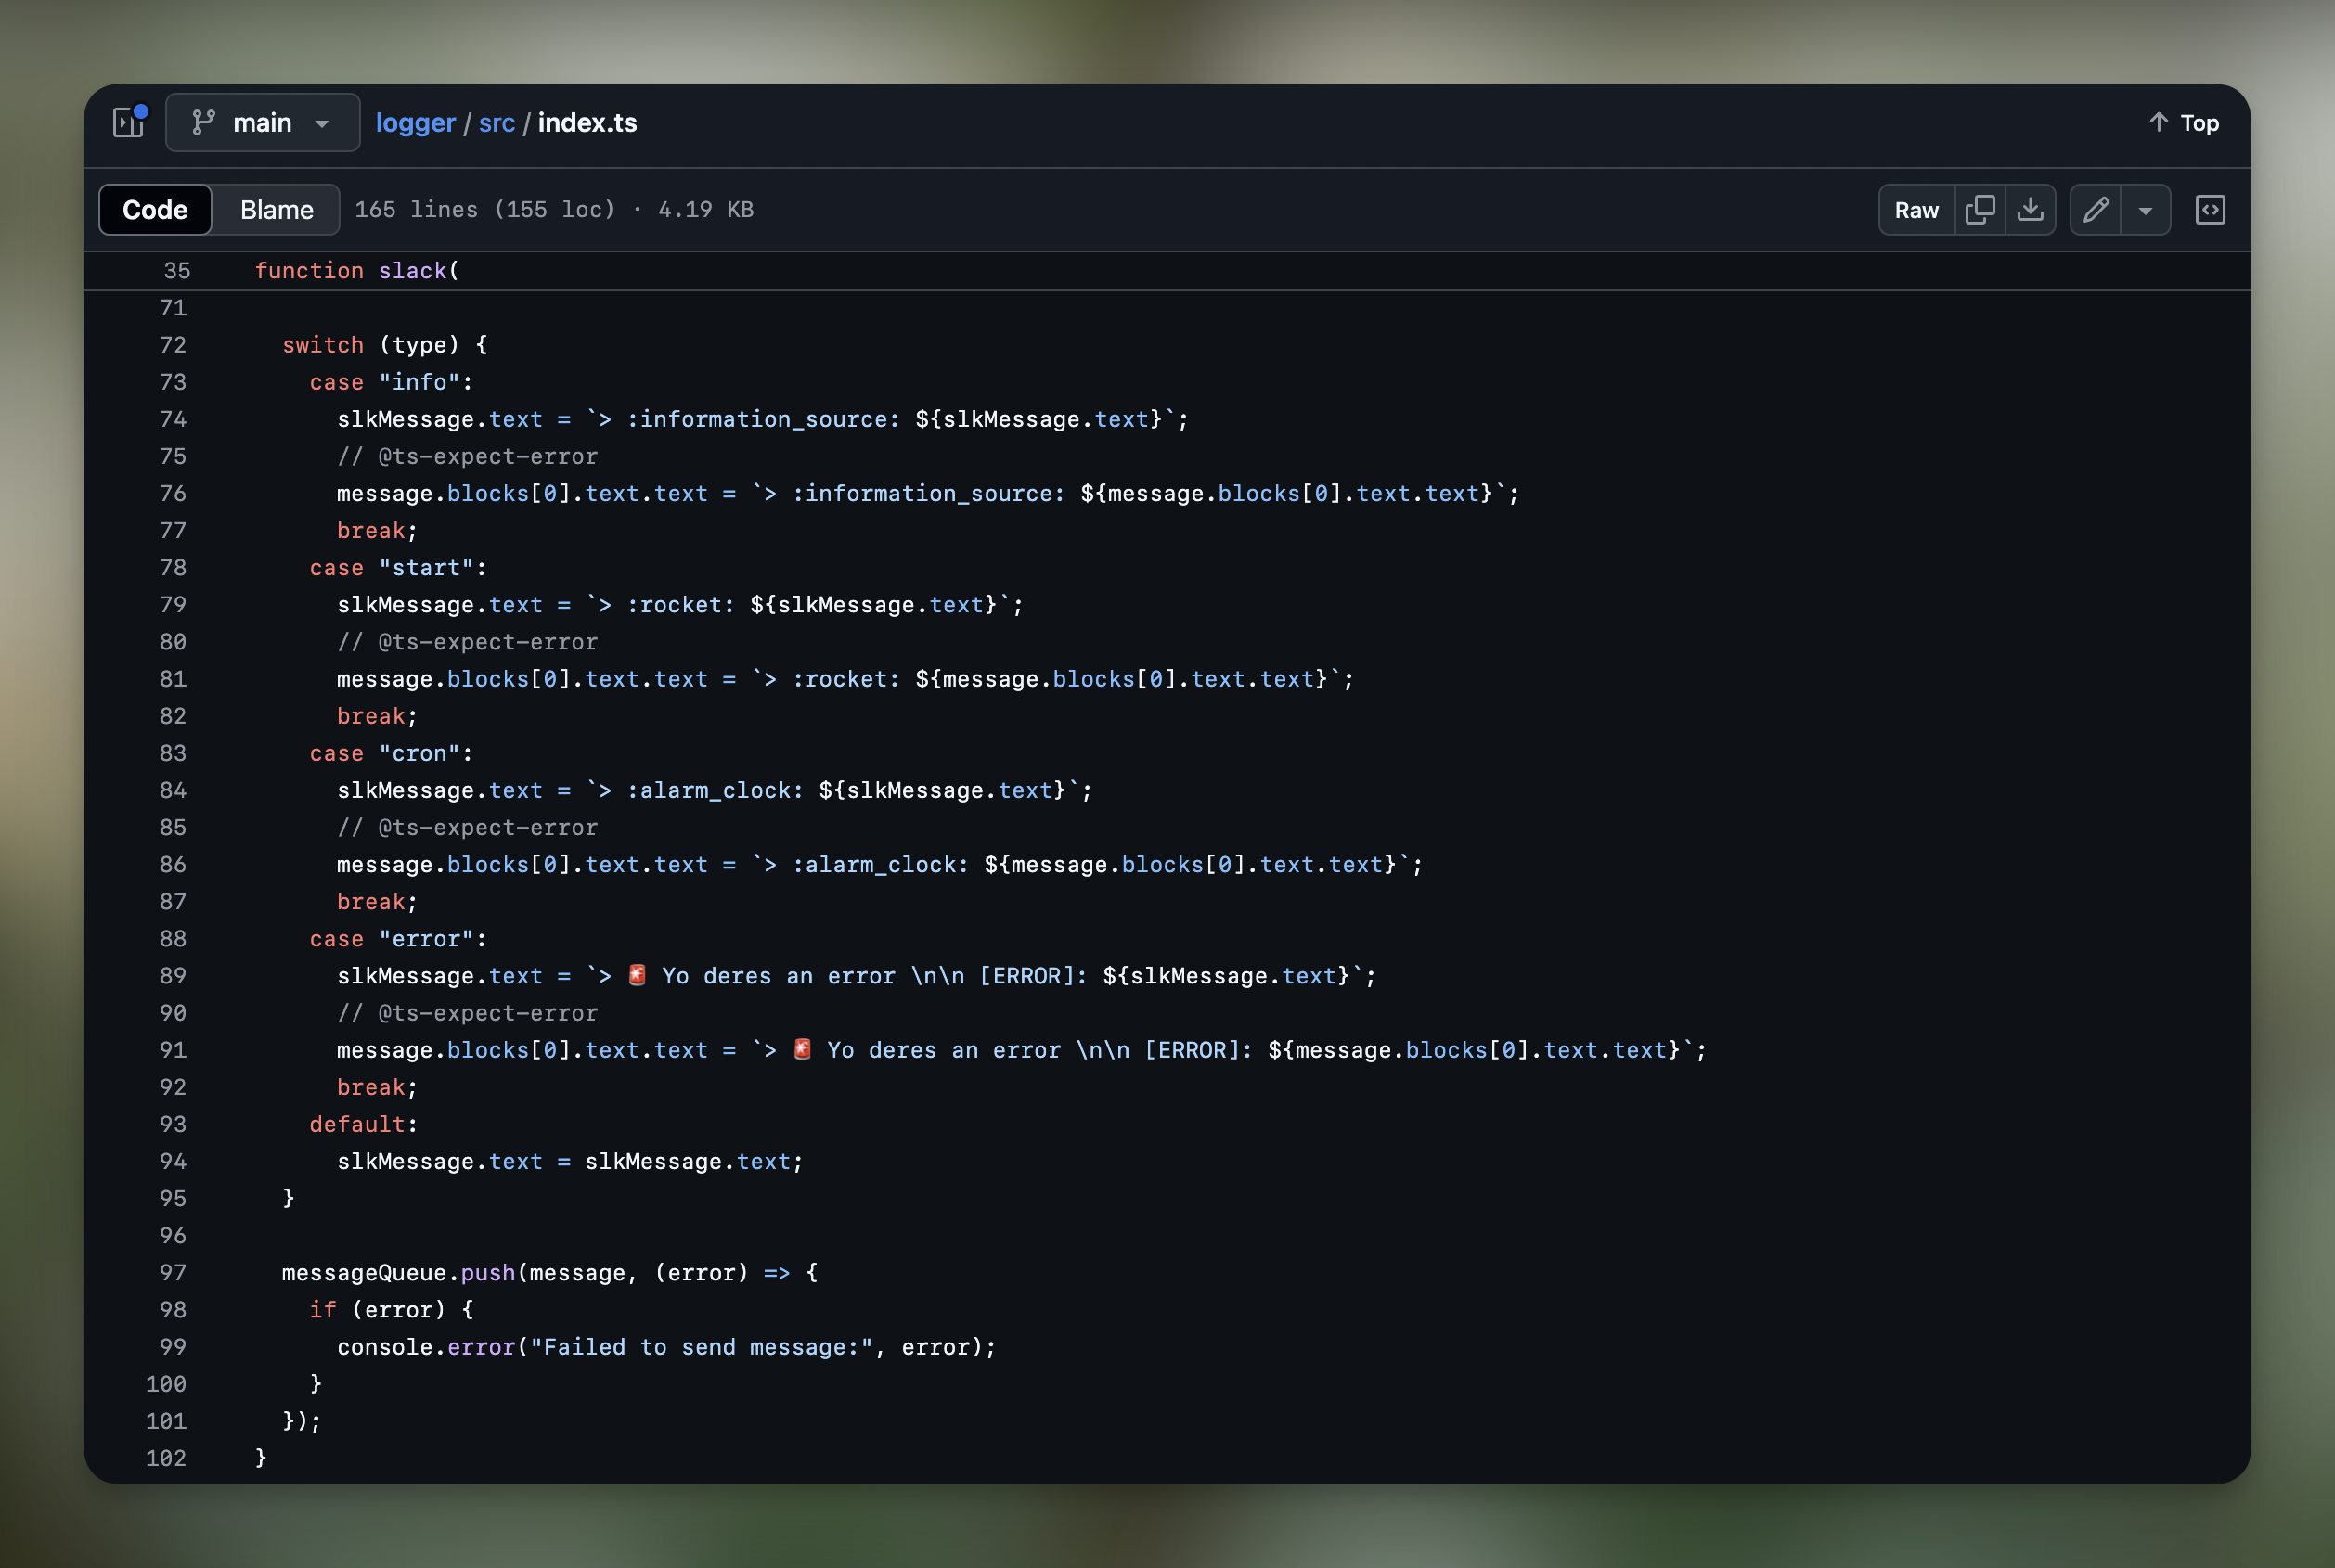 main logger / src / index.ts Top
Code Blame 165 lines (155 loc) · 4.19 KB Raw
35 function slack(
71
72 switch (type) {
73 case "info":
74 slkMessage.text = `> :information_source: ${slkMessage.text}`;
75 // @ts-expect-error
76 message.blocks[0].text.text = `> :information_source: ${message.blocks[0].text.text}`;
77 break;
78 case "start":
79 slkMessage.text = `> :rocket: ${slkMessage.text}`;
80 // @ts-expect-error
81 message.blocks[0].text.text = `> :rocket: ${message.blocks[0].text.text}`;
82 break;
83 case "cron":
84 slkMessage.text = `> :alarm_clock: ${slkMessage.text}`;
85 // @ts-expect-error
86 message.blocks[0].text.text = `> :alarm_clock: ${message.blocks[0].text.text}`;
87 break;
88 case "error":
89 slkMessage.text = `> 🚨 Yo deres an error \n\n [ERROR]: ${slkMessage.text}`;
90 // @ts-expect-error
91 message.blocks[0].text.text = `> 🚨 Yo deres an error \n\n [ERROR]: ${message.blocks[0].text.text}`;
92 break;
93 default:
94 slkMessage.text = slkMessage.text;
95 }
96
97 messageQueue.push(message, (error) => {
98 if (error) {
99 console.error("Failed to send message:", error);
100 }
101 });
102 }